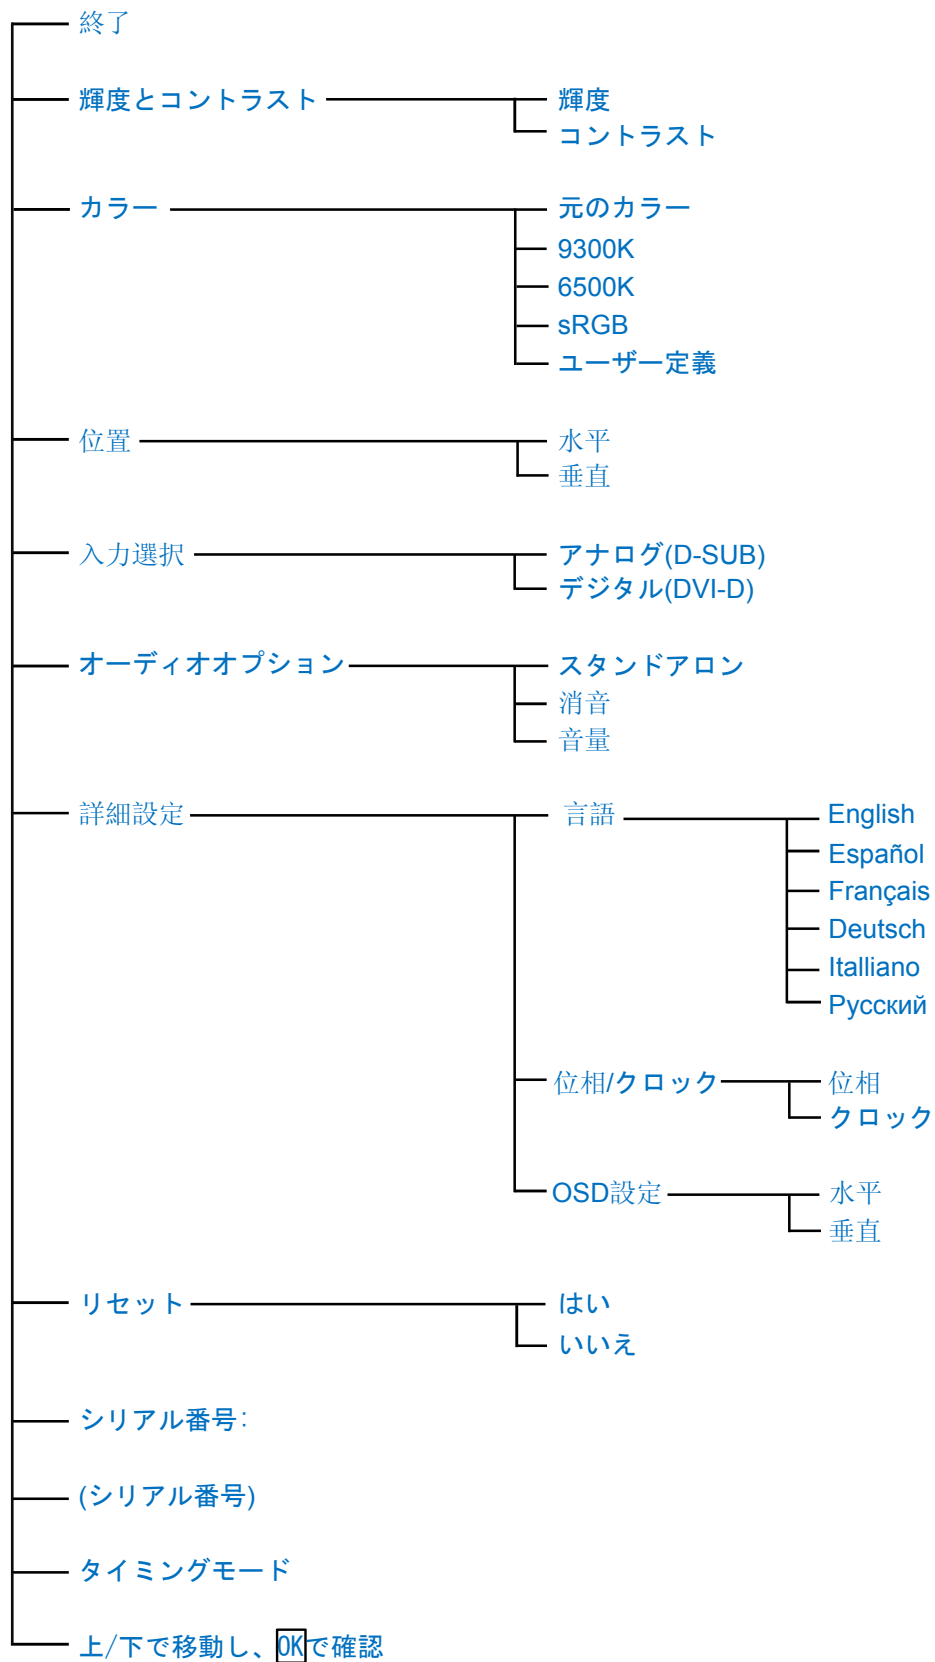 終了
輝度とコントラスト 輝度
コントラスト
カラー 元のカラー
9300K
6500K
sRGB
ユーザー定義
位置 水平
垂直
入力選択 アナログ(D-SUB)
デジタル(DVI-D)
オーディオオプション スタンドアロン
消音
音量
詳細設定 言語 English
Español
Français
Deutsch
Italliano
Русский
位相/クロック 位相
クロック
OSD設定 水平
垂直
リセット はい
いいえ
シリアル番号:
(シリアル番号)
タイミングモード
上/下で移動し、OKで確認